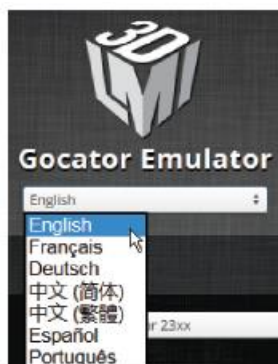 3D
LMI
Gocator Emulator
English
English
Français
Deutsch
中文 (简体)
中文 (繁體)
Español
Português
r 23xx